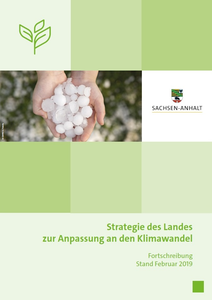 SACHSEN-ANHALT
Strategie des Landes
zur Anpassung an den Klimawandel
Fortschreibung
Stand Februar 2019